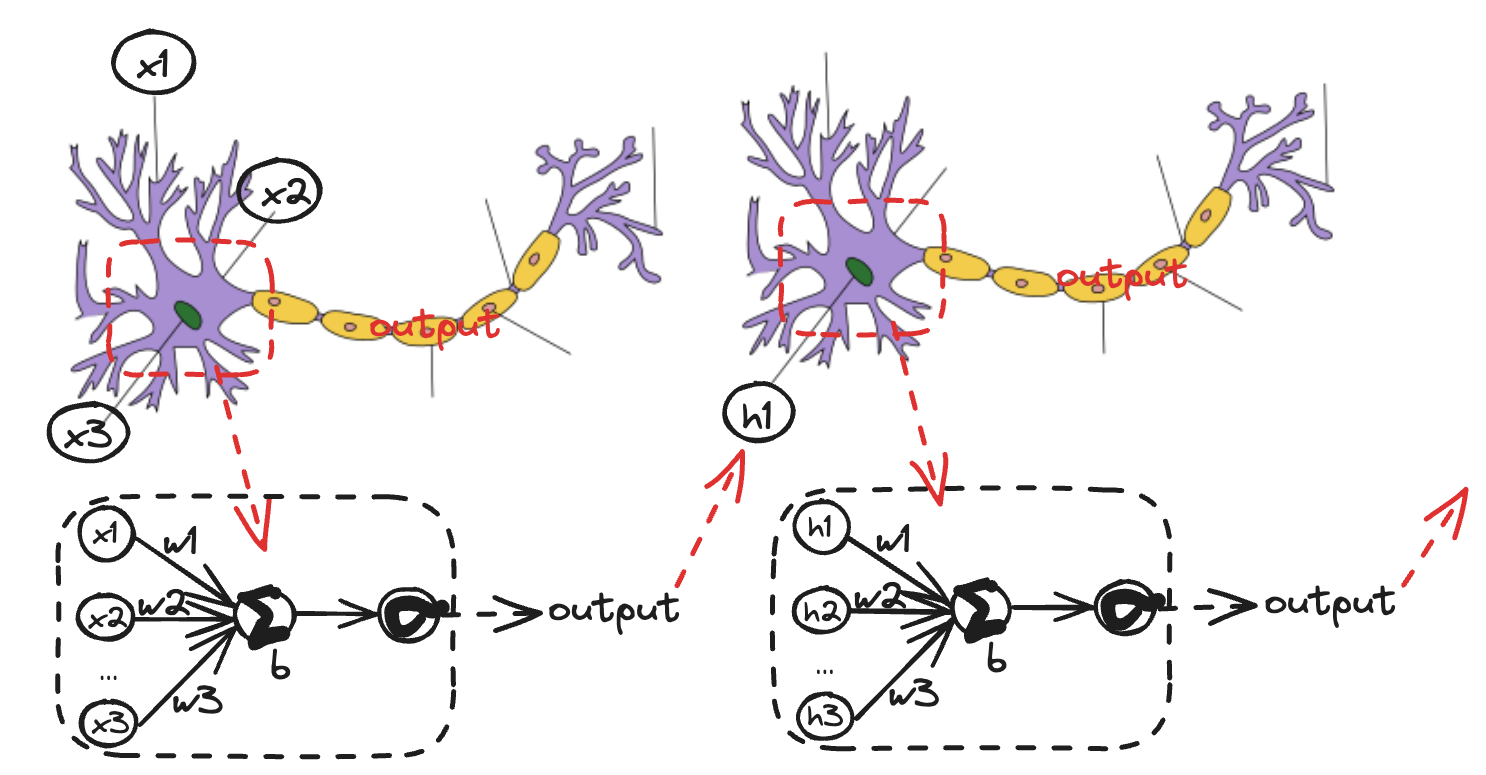 x1
x2
output
output
x3
h1
x1
w1
x2
w2
...
x3
w3
Σ
b
σ
output
h1
w1
h2
w2
...
h3
w3
Σ
b
σ
output